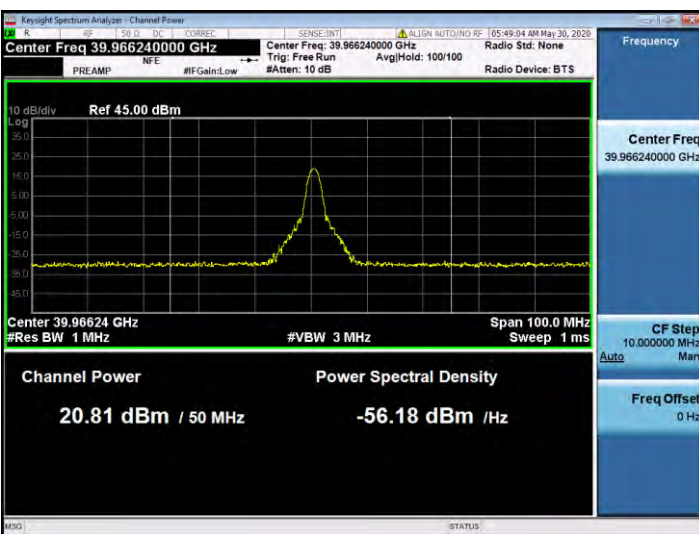 Keysight Spectrum Analyzer - Channel Power
R RF 50 Ω DC CORREC SENSE:INT ALIGN AUTO/NO RF 05:49:04 AM May 30, 2020
Center Freq 39.966240000 GHz
Center Freq: 39.966240000 GHz
Radio Std: None
NFE
Trig: Free Run Avg|Hold: 100/100
PREAMP #IFGain:Low #Atten: 10 dB Radio Device: BTS
10 dB/div Ref 45.00 dBm
Log
35.0
25.0
15.0
5.00
-5.00
-15.0
-25.0
-35.0
-45.0
Center 39.96624 GHz Span 100.0 MHz
#Res BW 1 MHz #VBW 3 MHz Sweep 1 ms
Channel Power Power Spectral Density
20.81 dBm / 50 MHz -56.18 dBm /Hz
Frequency
Center Freq
39.966240000 GHz
CF Step
10.000000 MHz
Auto Man
Freq Offset
0 Hz
MSG STATUS